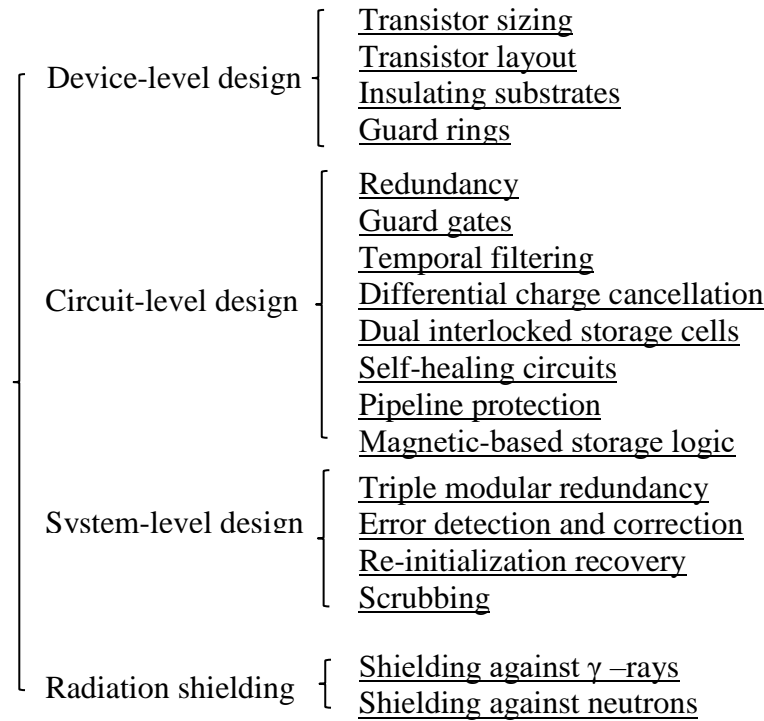 Device-level design
Transistor sizing
Transistor layout
Insulating substrates
Guard rings
Circuit-level design
Redundancy
Guard gates
Temporal filtering
Differential charge cancellation
Dual interlocked storage cells
Self-healing circuits
Pipeline protection
Magnetic-based storage logic
System-level design
Triple modular redundancy
Error detection and correction
Re-initialization recovery
Scrubbing
Radiation shielding
Shielding against γ –rays
Shielding against neutrons